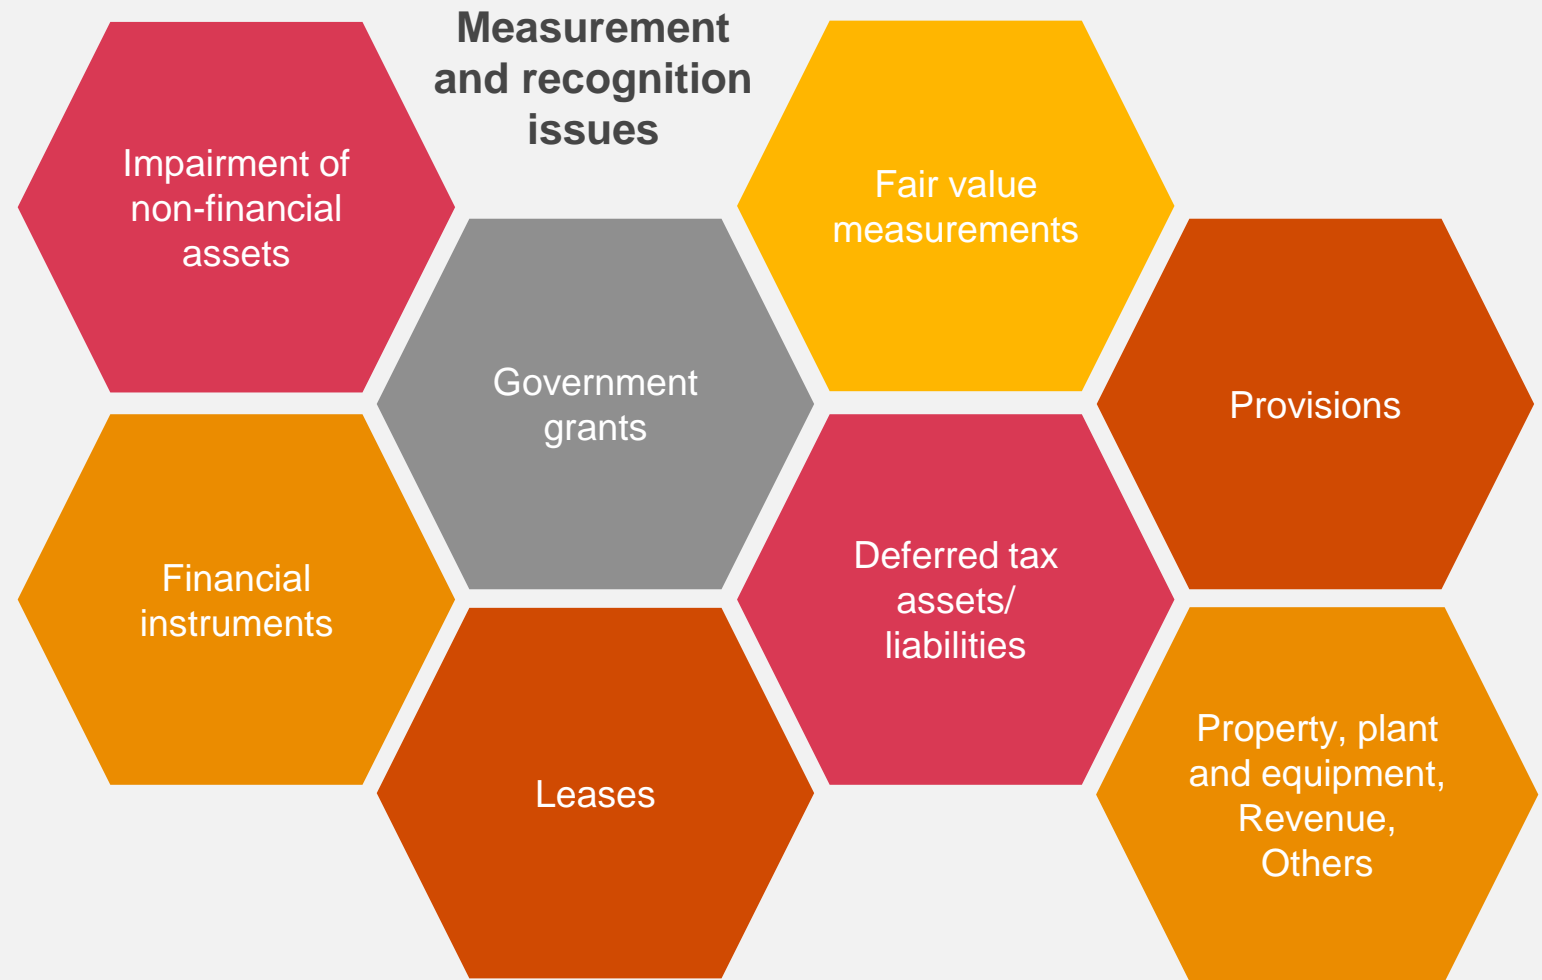 Measurement
and recognition
issues
Impairment of
non-financial
assets
Fair value
measurements
Government
grants
Provisions
Financial
instruments
Deferred tax
assets/
liabilities
Leases
Property, plant
and equipment,
Revenue,
Others